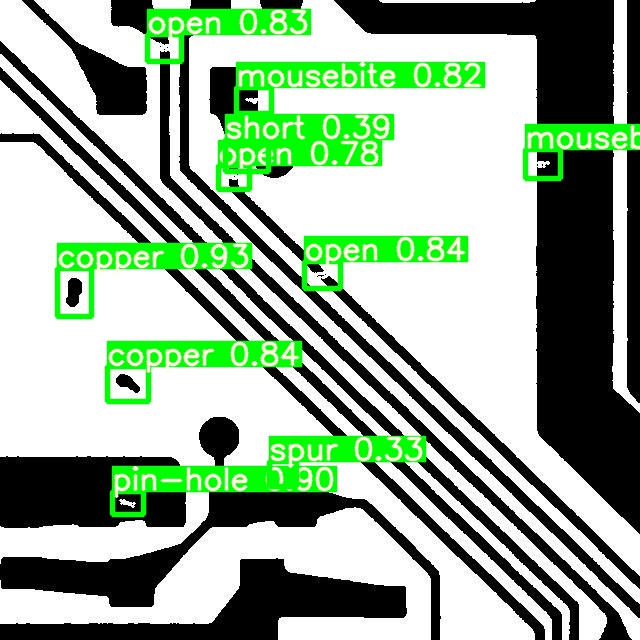 open 0.83
mousebite 0.82
short 0.39
mouseb
open 0.78
open 0.84
copper 0.93
copper 0.84
spur 0.33
pin-hole 0.90